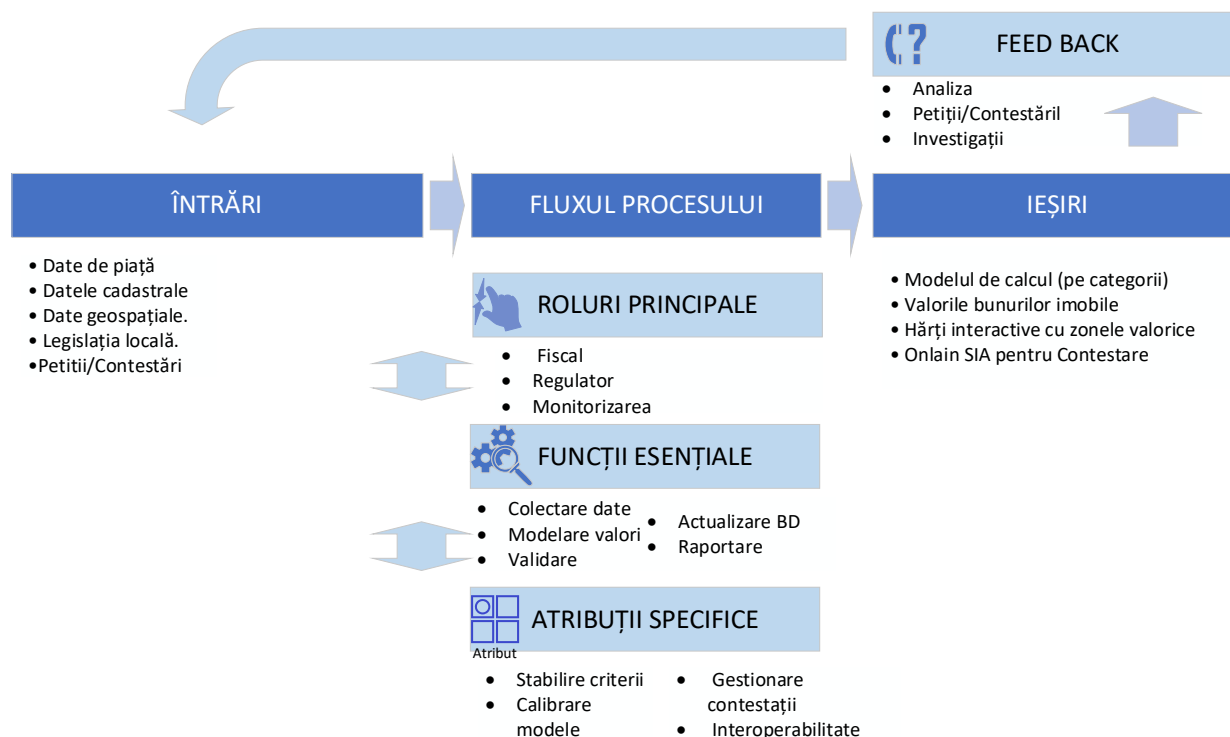 FEED BACK
• Analiza
• Petiții/Contestăril
• Investigații
ÎNTRĂRI
FLUXUL PROCESULUI
IEȘIRI
• Date de piață
• Datele cadastrale
• Date geospațiale.
• Legislația locală.
•Petitii/Contestări
ROLURI PRINCIPALE
• Fiscal
• Regulator
• Monitorizarea
FUNCȚII ESENȚIALE
• Colectare date
• Modelare valori
• Validare
• Actualizare BD
• Raportare
ATRIBUȚII SPECIFICE
Atribut
• Stabilire criterii
• Calibrare
modele
• Gestionare
contestații
• Interoperabilitate
• Modelul de calcul (pe categorii)
• Valorile bunurilor imobile
• Hărți interactive cu zonele valorice
• Onlain SIA pentru Contestare